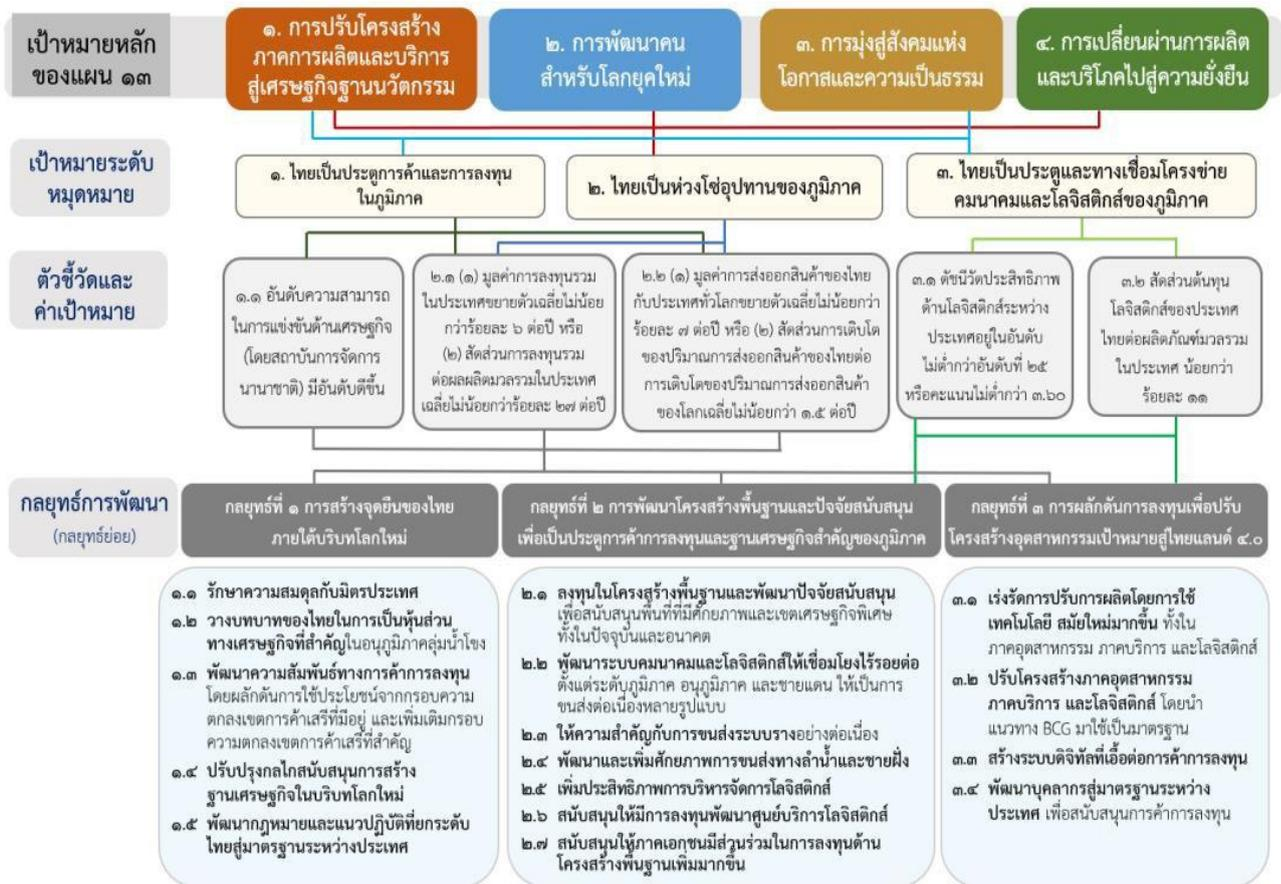 เป้าหมายหลัก
ของแผน ๑๓
๑. การปรับโครงสร้าง
ภาคการผลิตและบริการ
สู่เศรษฐกิจฐานนวัตกรรม
๒. การพัฒนาคน
สำหรับโลกยุคใหม่
๓. การมุ่งสู่สังคมแห่ง
โอกาสและความเป็นธรรม
๔. การเปลี่ยนผ่านการผลิต
และบริโภคไปสู่ความยั่งยืน
เป้าหมายระดับ
หมุดหมาย
๑. ไทยเป็นประตูการค้าและการลงทุน
ในภูมิภาค
๒. ไทยเป็นห่วงโซ่อุปทานของภูมิภาค
๓. ไทยเป็นประตูและทางเชื่อมโครงข่าย
คมนาคมและโลจิสติกส์ของภูมิภาค
ตัวชี้วัดและ
ค่าเป้าหมาย
๑.๑ อันดับความสามารถ
ในการแข่งขันด้านเศรษฐกิจ
(โดยสถาบันการจัดการ
นานาชาติ) มีอันดับดีขึ้น
๒.๑ (๑) มูลค่าการลงทุนรวม
ในประเทศขยายตัวเฉลี่ยไม่น้อย
กว่าร้อยละ ๖ ต่อปี หรือ
(๒) สัดส่วนการลงทุนรวม
ต่อผลผลิตมวลรวมในประเทศ
เฉลี่ยไม่น้อยกว่าร้อยละ ๒๗ ต่อปี
๒.๒ (๑) มูลค่าการส่งออกสินค้าของไทย
กับประเทศทั่วโลกขยายตัวเฉลี่ยไม่น้อยกว่า
ร้อยละ ๗ ต่อปี หรือ (๒) สัดส่วนการเติบโต
ของปริมาณการส่งออกสินค้าของไทยต่อ
การเติบโตของปริมาณการส่งออกสินค้า
ของโลกเฉลี่ยไม่น้อยกว่า ๑.๕ ต่อปี
๓.๑ ดัชนีวัดประสิทธิภาพ
ด้านโลจิสติกส์ระหว่าง
ประเทศอยู่ในอันดับ
ไม่ต่ำกว่าอันดับที่ ๒๕
หรือคะแนนไม่ต่ำกว่า ๓.๖๐
๓.๒ สัดส่วนต้นทุน
โลจิสติกส์ของประเทศ
ไทยต่อผลิตภัณฑ์มวลรวม
ในประเทศ น้อยกว่า
ร้อยละ ๑๑
กลยุทธ์การพัฒนา
(กลยุทธ์ย่อย)
กลยุทธ์ที่ ๑ การสร้างจุดยืนของไทย
ภายใต้บริบทโลกใหม่
กลยุทธ์ที่ ๒ การพัฒนาโครงสร้างพื้นฐานและปัจจัยสนับสนุน
เพื่อเป็นประตูการค้าการลงทุนและฐานเศรษฐกิจสำคัญของภูมิภาค
กลยุทธ์ที่ ๓ การผลักดันการลงทุนเพื่อปรับ
โครงสร้างอุตสาหกรรมเป้าหมายสู่ไทยแลนด์ ๔.๐
๑.๑ รักษาความสมดุลกับมิตรประเทศ
๑.๒ วางบทบาทของไทยในการเป็นหุ้นส่วน
ทางเศรษฐกิจที่สำคัญในอนุภูมิภาคลุ่มน้ำโขง
๑.๓ พัฒนาความสัมพันธ์ทางการค้าการลงทุน
โดยผลักดันการใช้ประโยชน์จากกรอบความ
ตกลงเขตการค้าเสรีที่มีอยู่ และเพิ่มเติมกรอบ
ความตกลงเขตการค้าเสรีที่สำคัญ
๑.๔ ปรับปรุงกลไกสนับสนุนการสร้าง
ฐานเศรษฐกิจในบริบทโลกใหม่
๑.๕ พัฒนากฎหมายและแนวปฏิบัติที่ยกระดับ
ไทยสู่มาตรฐานระหว่างประเทศ
๒.๑ ลงทุนในโครงสร้างพื้นฐานและพัฒนาปัจจัยสนับสนุน
เพื่อสนับสนุนพื้นที่ที่มีศักยภาพและเขตเศรษฐกิจพิเศษ
ทั้งในปัจจุบันและอนาคต
๒.๒ พัฒนาระบบคมนาคมและโลจิสติกส์ให้เชื่อมโยงไร้รอยต่อ
ตั้งแต่ระดับภูมิภาค อนุภูมิภาค และชายแดน ให้เป็นการ
ขนส่งต่อเนื่องหลายรูปแบบ
๒.๓ ให้ความสำคัญกับการขนส่งระบบรางอย่างต่อเนื่อง
๒.๔ พัฒนาและเพิ่มศักยภาพการขนส่งทางลำน้ำและชายฝั่ง
๒.๕ เพิ่มประสิทธิภาพการบริหารจัดการโลจิสติกส์
๒.๖ สนับสนุนให้มีการลงทุนพัฒนาศูนย์บริการโลจิสติกส์
๒.๗ สนับสนุนให้ภาคเอกชนมีส่วนร่วมในการลงทุนด้าน
โครงสร้างพื้นฐานเพิ่มมากขึ้น
๓.๑ เร่งรัดการปรับการผลิตโดยการใช้
เทคโนโลยี สมัยใหม่มากขึ้น ทั้งใน
ภาคอุตสาหกรรม ภาคบริการ และโลจิสติกส์
๓.๒ ปรับโครงสร้างภาคอุตสาหกรรม
ภาคบริการ และโลจิสติกส์ โดยนำ
แนวทาง BCG มาใช้เป็นมาตรฐาน
๓.๓ สร้างระบบดิจิทัลที่เอื้อต่อการค้าการลงทุน
๓.๔ พัฒนาบุคลากรสู่มาตรฐานระหว่าง
ประเทศ เพื่อสนับสนุนการค้าการลงทุน